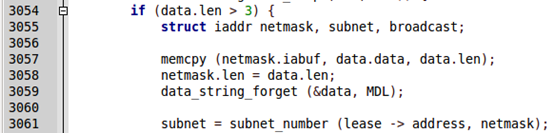 3054 if (data.len > 3) {
3055 struct iaddr netmask, subnet, broadcast;
3056
3057 memcpy (netmask.iabuf, data.data, data.len);
3058 netmask.len = data.len;
3059 data_string_forget (&data, MDL);
3060
3061 subnet = subnet_number (lease -> address, netmask);